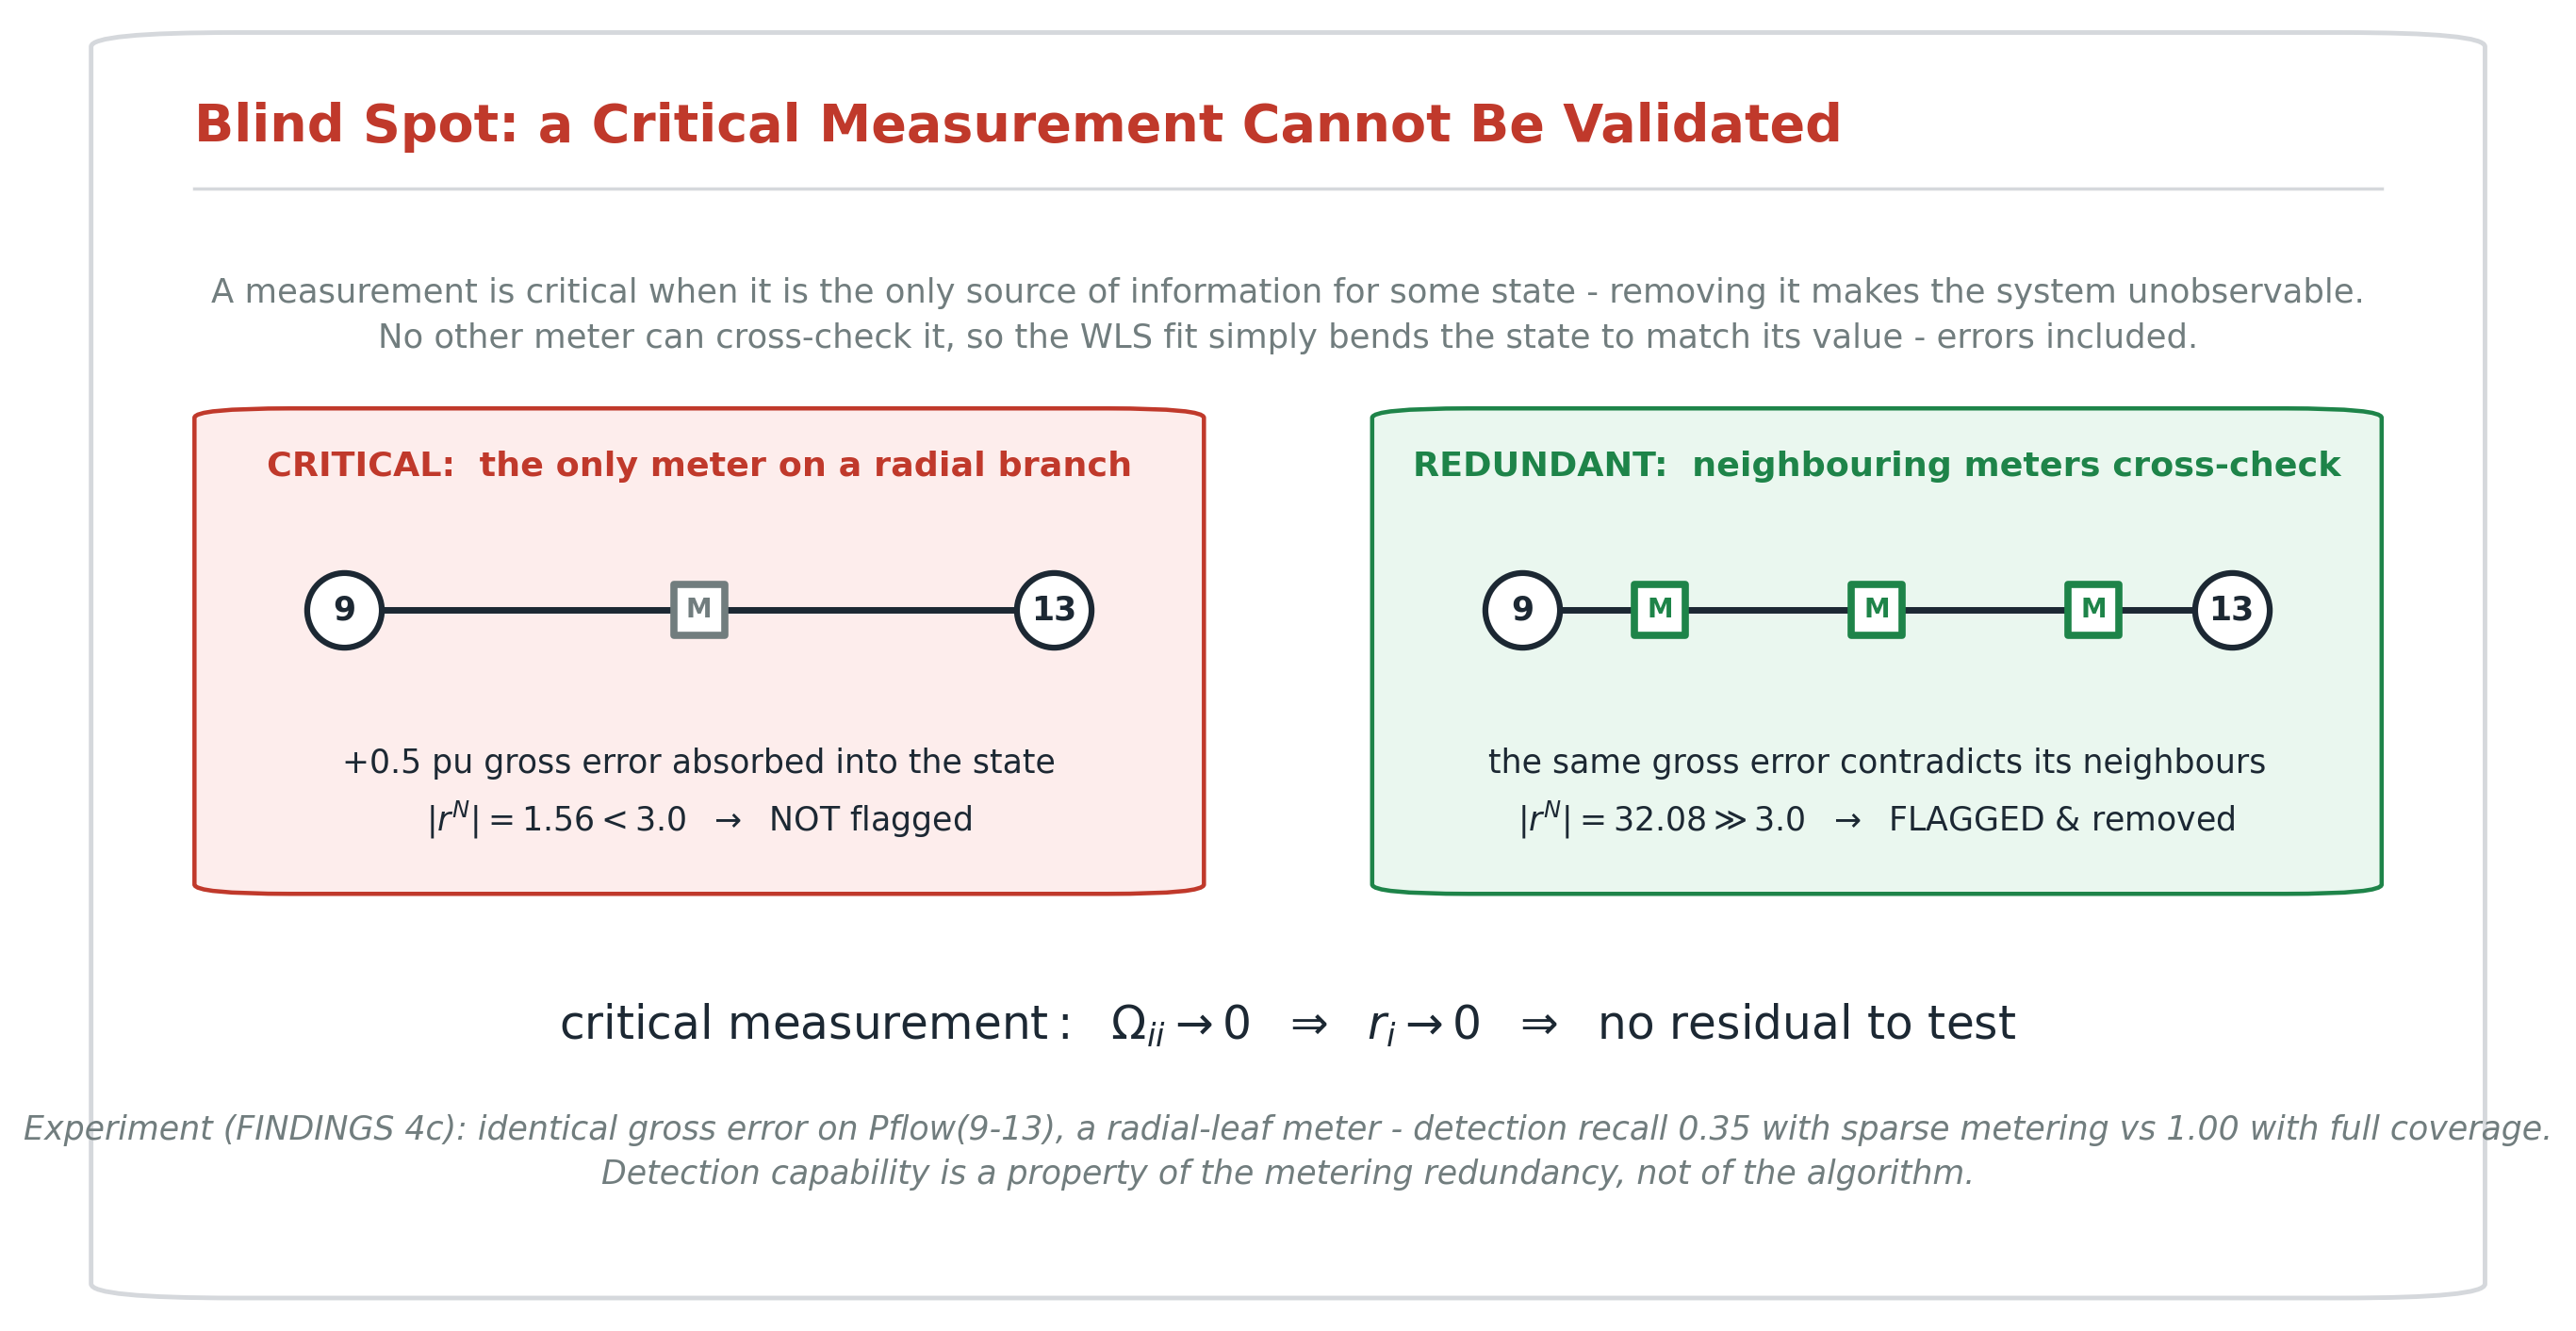 Blind Spot: a Critical Measurement Cannot Be Validated
A measurement is critical when it is the only source of information for some state - removing it makes the system unobservable.
No other meter can cross-check it, so the WLS fit simply bends the state to match its value - errors included.
CRITICAL:  the only meter on a radial branch
9 M 13
+0.5 pu gross error absorbed into the state
|r^N| = 1.56 < 3.0 → NOT flagged
REDUNDANT:  neighbouring meters cross-check
9 M M M 13
the same gross error contradicts its neighbours
|r^N| = 32.08 ≫ 3.0 → FLAGGED & removed
critical measurement: Ω_ii → 0 ⇒ r_i → 0 ⇒ no residual to test
Experiment (FINDINGS 4c): identical gross error on Pflow(9-13), a radial-leaf meter - detection recall 0.35 with sparse metering vs 1.00 with full coverage.
Detection capability is a property of the metering redundancy, not of the algorithm.